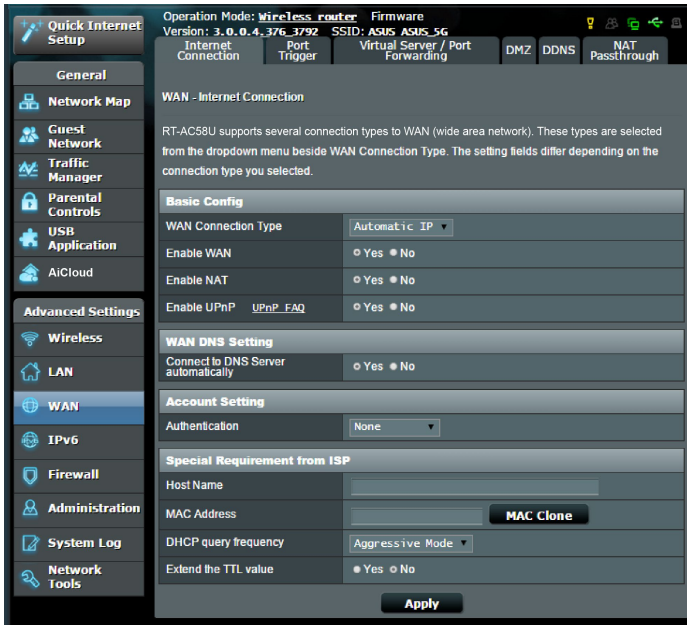 Quick Internet
Setup
General
Network Map
Guest
Network
Traffic
Manager
Parental
Controls
USB
Application
AiCloud
Advanced Settings
Wireless
LAN
WAN
IPv6
Firewall
Administration
System Log
Network
Tools
Operation Mode: Wireless router Firmware
Version: 3.0.0.4.376_3792 SSID: ASUS ASUS_5G
Internet
Connection
Port
Trigger
Virtual Server / Port
Forwarding
DMZ
DDNS
NAT
Passthrough
WAN - Internet Connection
RT-AC58U supports several connection types to WAN (wide area network). These types are selected
from the dropdown menu beside WAN Connection Type. The setting fields differ depending on the
connection type you selected.
Basic Config
WAN Connection Type Automatic IP
Enable WAN Yes No
Enable NAT Yes No
Enable UPnP UPnP FAQ Yes No
WAN DNS Setting
Connect to DNS Server
automatically Yes No
Account Setting
Authentication None
Special Requirement from ISP
Host Name
MAC Address MAC Clone
DHCP query frequency Aggressive Mode
Extend the TTL value Yes No
Apply